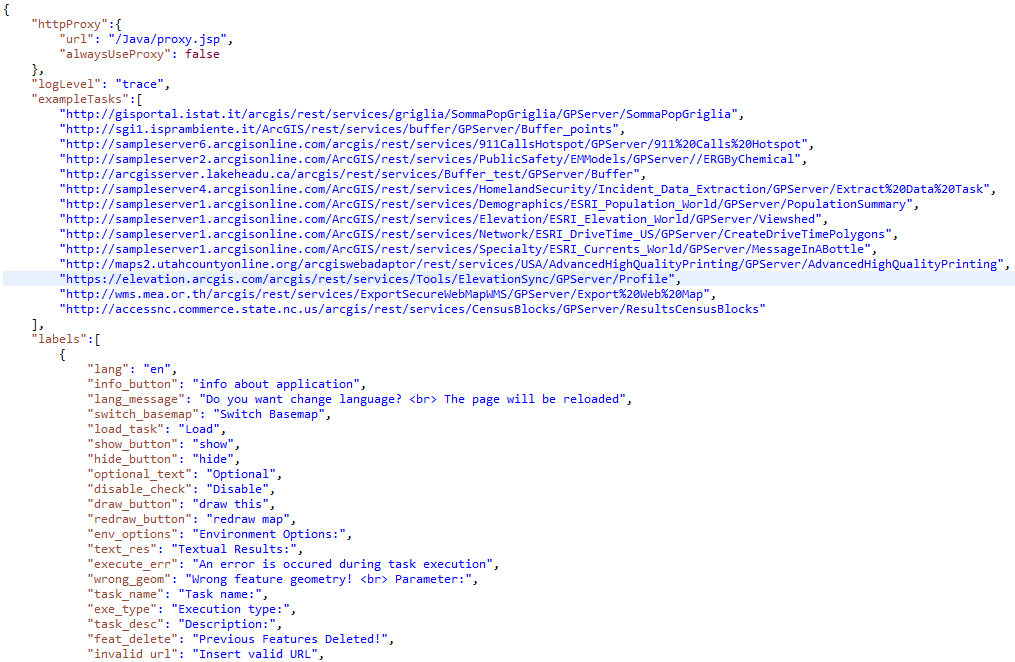 {
    "httpProxy":{
        "url": "/Java/proxy.jsp",
        "alwaysUseProxy": false
    },
    "logLevel": "trace",
    "exampleTasks":[
        "http://gisportal.istat.it/arcgis/rest/services/griglia/SommaPopGriglia/GPServer/SommaPopGriglia",
        "http://sgi1.isprambiente.it/ArcGIS/rest/services/buffer/GPServer/Buffer_points",
        "http://sampleserver6.arcgisonline.com/arcgis/rest/services/911CallsHotspot/GPServer/911%20Calls%20Hotspot",
        "http://sampleserver2.arcgisonline.com/ArcGIS/rest/services/PublicSafety/EMModels/GPServer//ERGByChemical",
        "http://arcgisserver.lakeheadu.ca/arcgis/rest/services/Buffer_test/GPServer/Buffer",
        "http://sampleserver4.arcgisonline.com/ArcGIS/rest/services/HomelandSecurity/Incident_Data_Extraction/GPServer/Extract%20Data%20Task",
        "http://sampleserver1.arcgisonline.com/ArcGIS/rest/services/Demographics/ESRI_Population_World/GPServer/PopulationSummary",
        "http://sampleserver1.arcgisonline.com/ArcGIS/rest/services/Elevation/ESRI_Elevation_World/GPServer/Viewshed",
        "http://sampleserver1.arcgisonline.com/ArcGIS/rest/services/Network/ESRI_DriveTime_US/GPServer/CreateDriveTimePolygons",
        "http://sampleserver1.arcgisonline.com/ArcGIS/rest/services/Specialty/ESRI_Currents_World/GPServer/MessageInABottle",
        "http://maps2.utahcountyonline.org/arcgiswebadaptor/rest/services/USA/AdvancedHighQualityPrinting/GPServer/AdvancedHighQualityPrinting",
        "https://elevation.arcgis.com/arcgis/rest/services/Tools/ElevationSync/GPServer/Profile",
        "http://wms.mea.or.th/arcgis/rest/services/ExportSecureWebMapWMS/GPServer/Export%20Web%20Map",
        "http://accessnc.commerce.state.nc.us/arcgis/rest/services/CensusBlocks/GPServer/ResultsCensusBlocks"
    ],
    "labels":[
        {
            "lang": "en",
            "info_button": "info about application",
            "lang_message": "Do you want change language? <br> The page will be reloaded",
            "switch_basemap": "Switch Basemap",
            "load_task": "Load",
            "show_button": "show",
            "hide_button": "hide",
            "optional_text": "Optional",
            "disable_check": "Disable",
            "draw_button": "draw this",
            "redraw_button": "redraw map",
            "env_options": "Environment Options:",
            "text_res": "Textual Results:",
            "execute_err": "An error is occured during task execution",
            "wrong_geom": "Wrong feature geometry! <br> Parameter:",
            "task_name": "Task name:",
            "exe_type": "Execution type:",
            "task_desc": "Description:",
            "feat_delete": "Previous Features Deleted!",
            "invalid_url": "Insert valid URL",